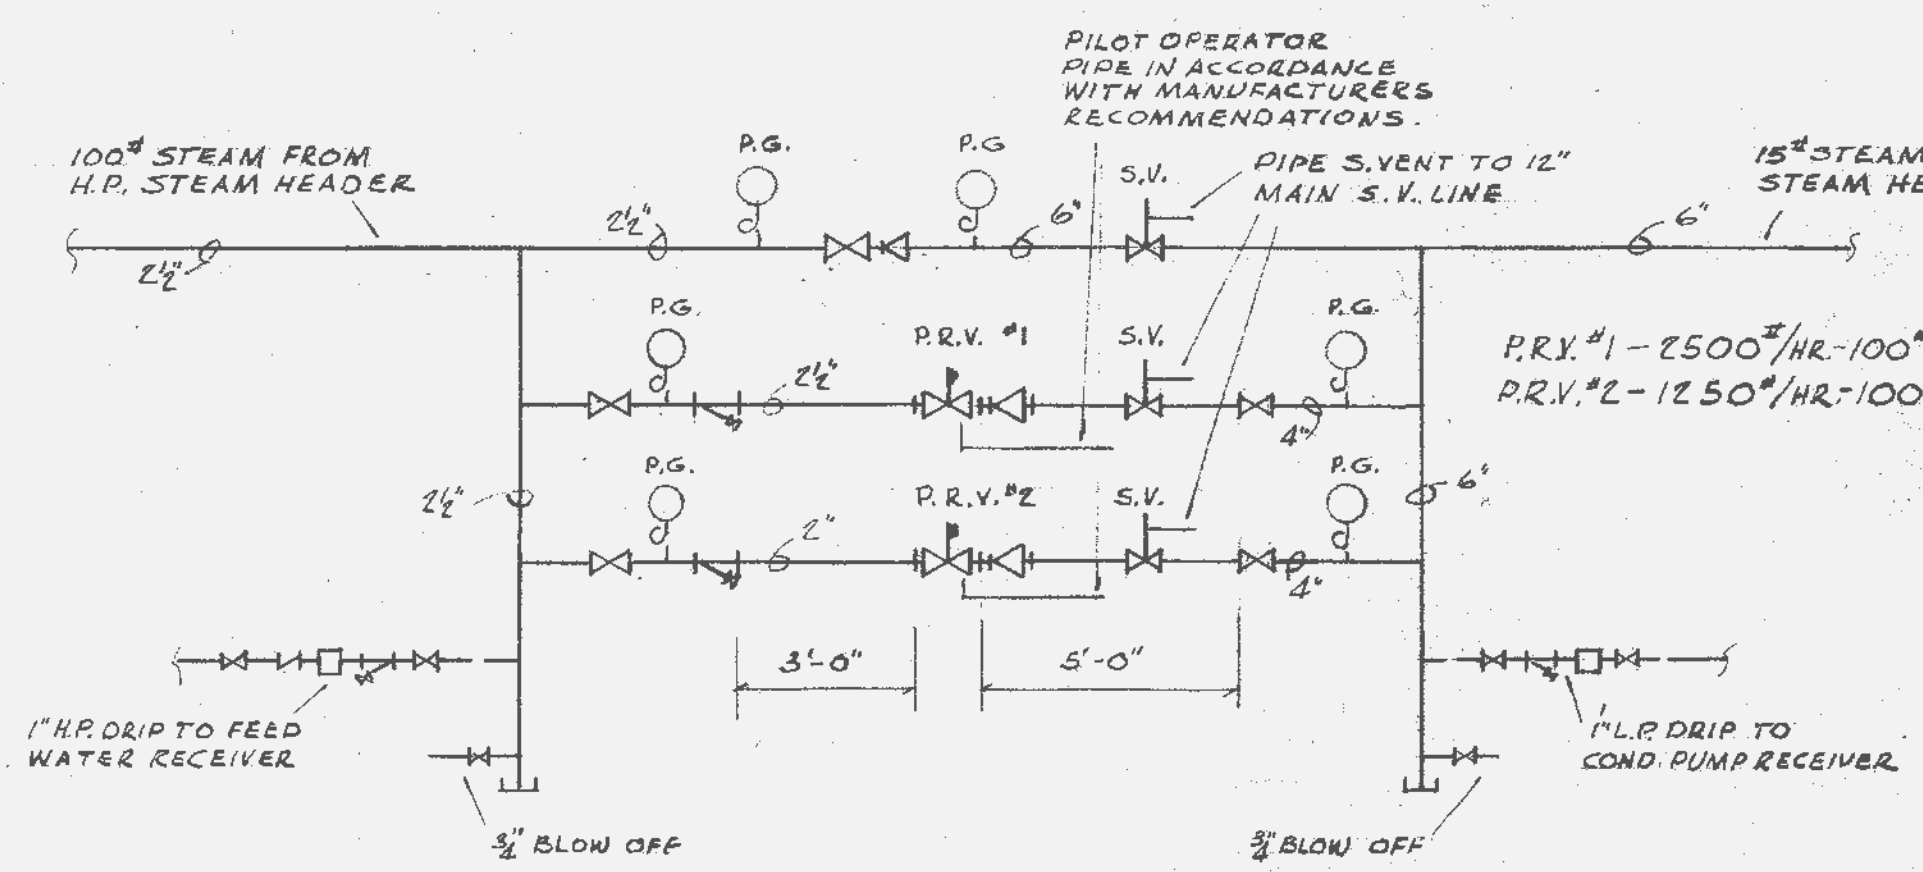 PILOT OPERATOR
PIPE IN ACCORDANCE
WITH MANUFACTURERS
RECOMMENDATIONS.
100# STEAM FROM
H.P. STEAM HEADER
P.G.
P.G
S.V.
PIPE S.VENT TO 12"
MAIN S.V. LINE
15# STEAM
STEAM HE
2½"
2½"
6"
6"
P.G.
P.R.V. #1
S.V.
P.G.
P.R.V. #1 - 2500#/HR.-100#
P.R.V. #2 - 1250#/HR.-100
2½"
4"
P.G.
P.R.V. #2
S.V.
P.G.
2½"
6"
2"
4"
3'-0"
5'-0"
1" H.P. DRIP TO FEED
WATER RECEIVER
1" L.P. DRIP TO
COND. PUMP RECEIVER
¾" BLOW OFF
¾" BLOW OFF